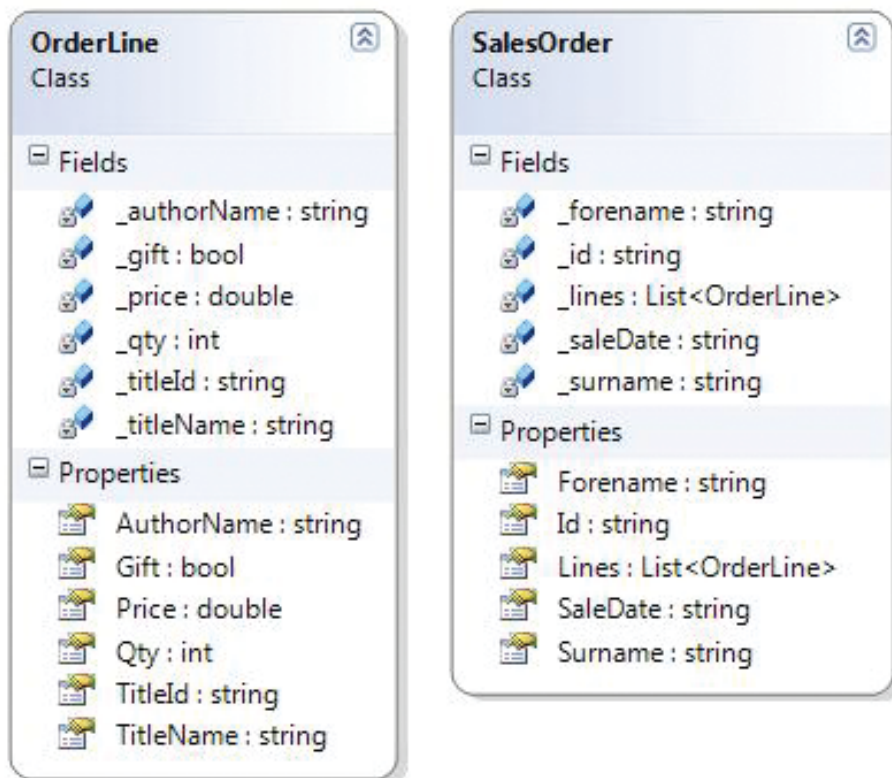 OrderLine
Class
Fields
_authorName : string
_gift : bool
_price : double
_qty : int
_titleId : string
_titleName : string
Properties
AuthorName : string
Gift : bool
Price : double
Qty : int
TitleId : string
TitleName : string
SalesOrder
Class
Fields
_forename : string
_id : string
_lines : List<OrderLine>
_saleDate : string
_surname : string
Properties
Forename : string
Id : string
Lines : List<OrderLine>
SaleDate : string
Surname : string